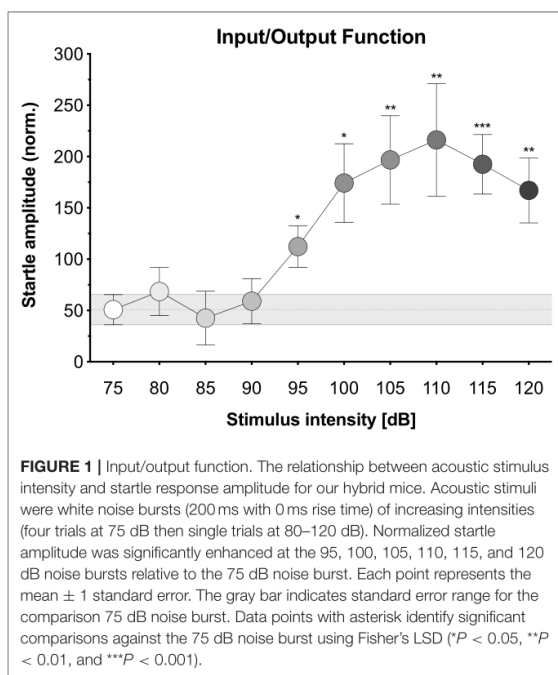 Input/Output Function
300
250
200
150
100
50
0
Startle amplitude (norm.)
*
*
**
**
***
**
75 80 85 90 95 100 105 110 115 120
Stimulus intensity [dB]
FIGURE 1 | Input/output function. The relationship between acoustic stimulus
intensity and startle response amplitude for our hybrid mice. Acoustic stimuli
were white noise bursts (200 ms with 0 ms rise time) of increasing intensities
(four trials at 75 dB then single trials at 80–120 dB). Normalized startle
amplitude was significantly enhanced at the 95, 100, 105, 110, 115, and 120
dB noise bursts relative to the 75 dB noise burst. Each point represents the
mean ± 1 standard error. The gray bar indicates standard error range for the
comparison 75 dB noise burst. Data points with asterisk identify significant
comparisons against the 75 dB noise burst using Fisher's LSD (*P < 0.05, **P
< 0.01, and ***P < 0.001).